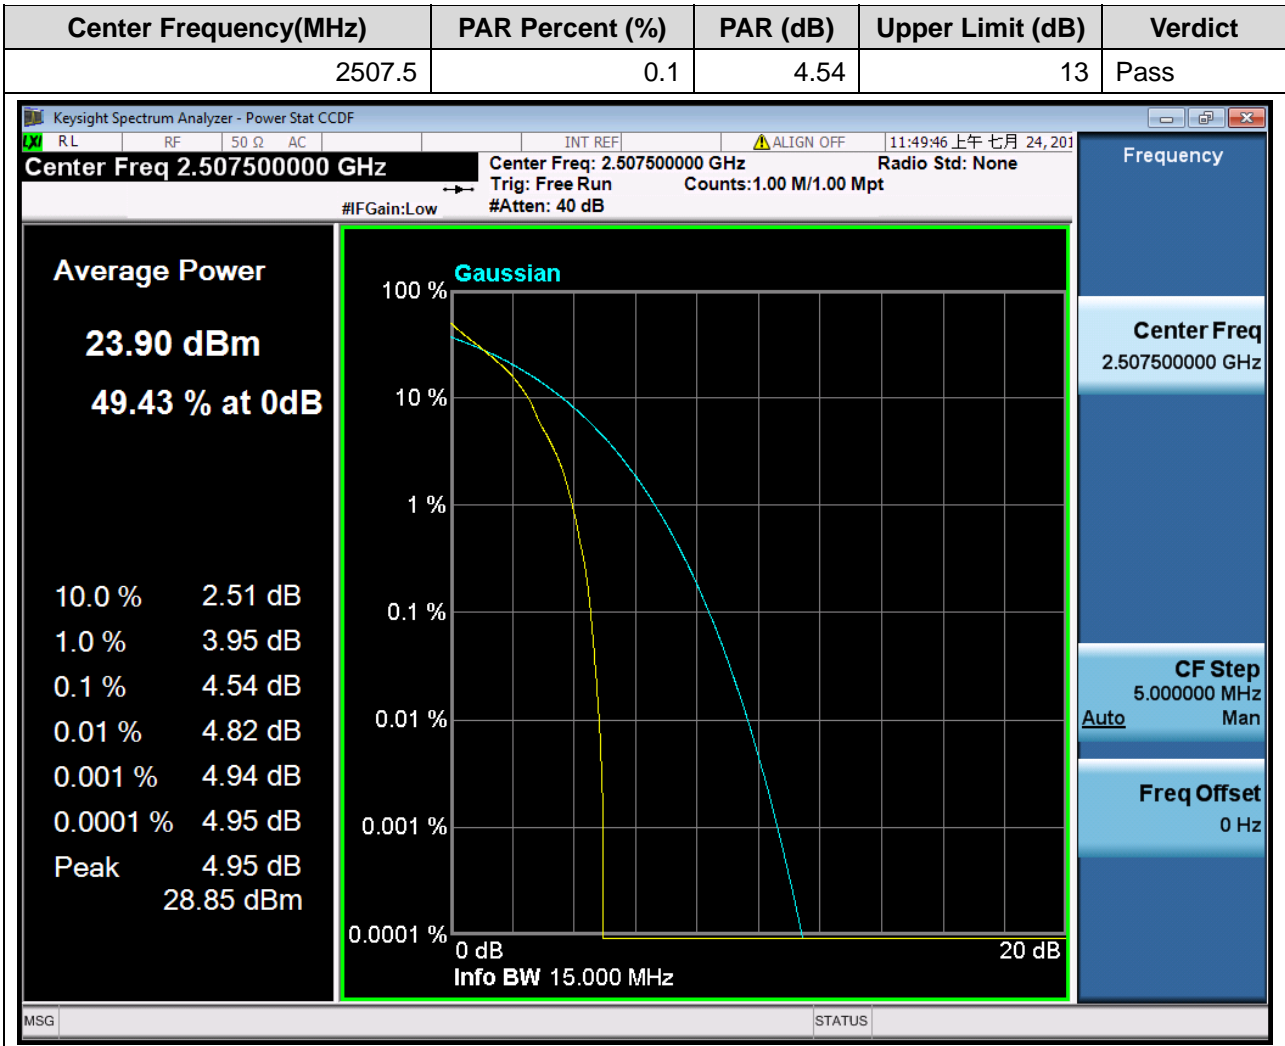 Center Frequency(MHz) PAR Percent (%) PAR (dB) Upper Limit (dB) Verdict
2507.5 0.1 4.54 13 Pass
Keysight Spectrum Analyzer - Power Stat CCDF
LXI RL RF 50 Ω AC INT REF ALIGN OFF 11:49:46 上午 七月 24, 201
Center Freq 2.507500000 GHz
Center Freq: 2.507500000 GHz Radio Std: None
Trig: Free Run Counts:1.00 M/1.00 Mpt
#IFGain:Low #Atten: 40 dB
Average Power
23.90 dBm
49.43 % at 0dB
10.0 % 2.51 dB
1.0 % 3.95 dB
0.1 % 4.54 dB
0.01 % 4.82 dB
0.001 % 4.94 dB
0.0001 % 4.95 dB
Peak 4.95 dB
28.85 dBm
Gaussian
100 %
10 %
1 %
0.1 %
0.01 %
0.001 %
0.0001 %
0 dB 20 dB
Info BW 15.000 MHz
Frequency
Center Freq
2.507500000 GHz
CF Step
5.000000 MHz
Auto Man
Freq Offset
0 Hz
MSG STATUS